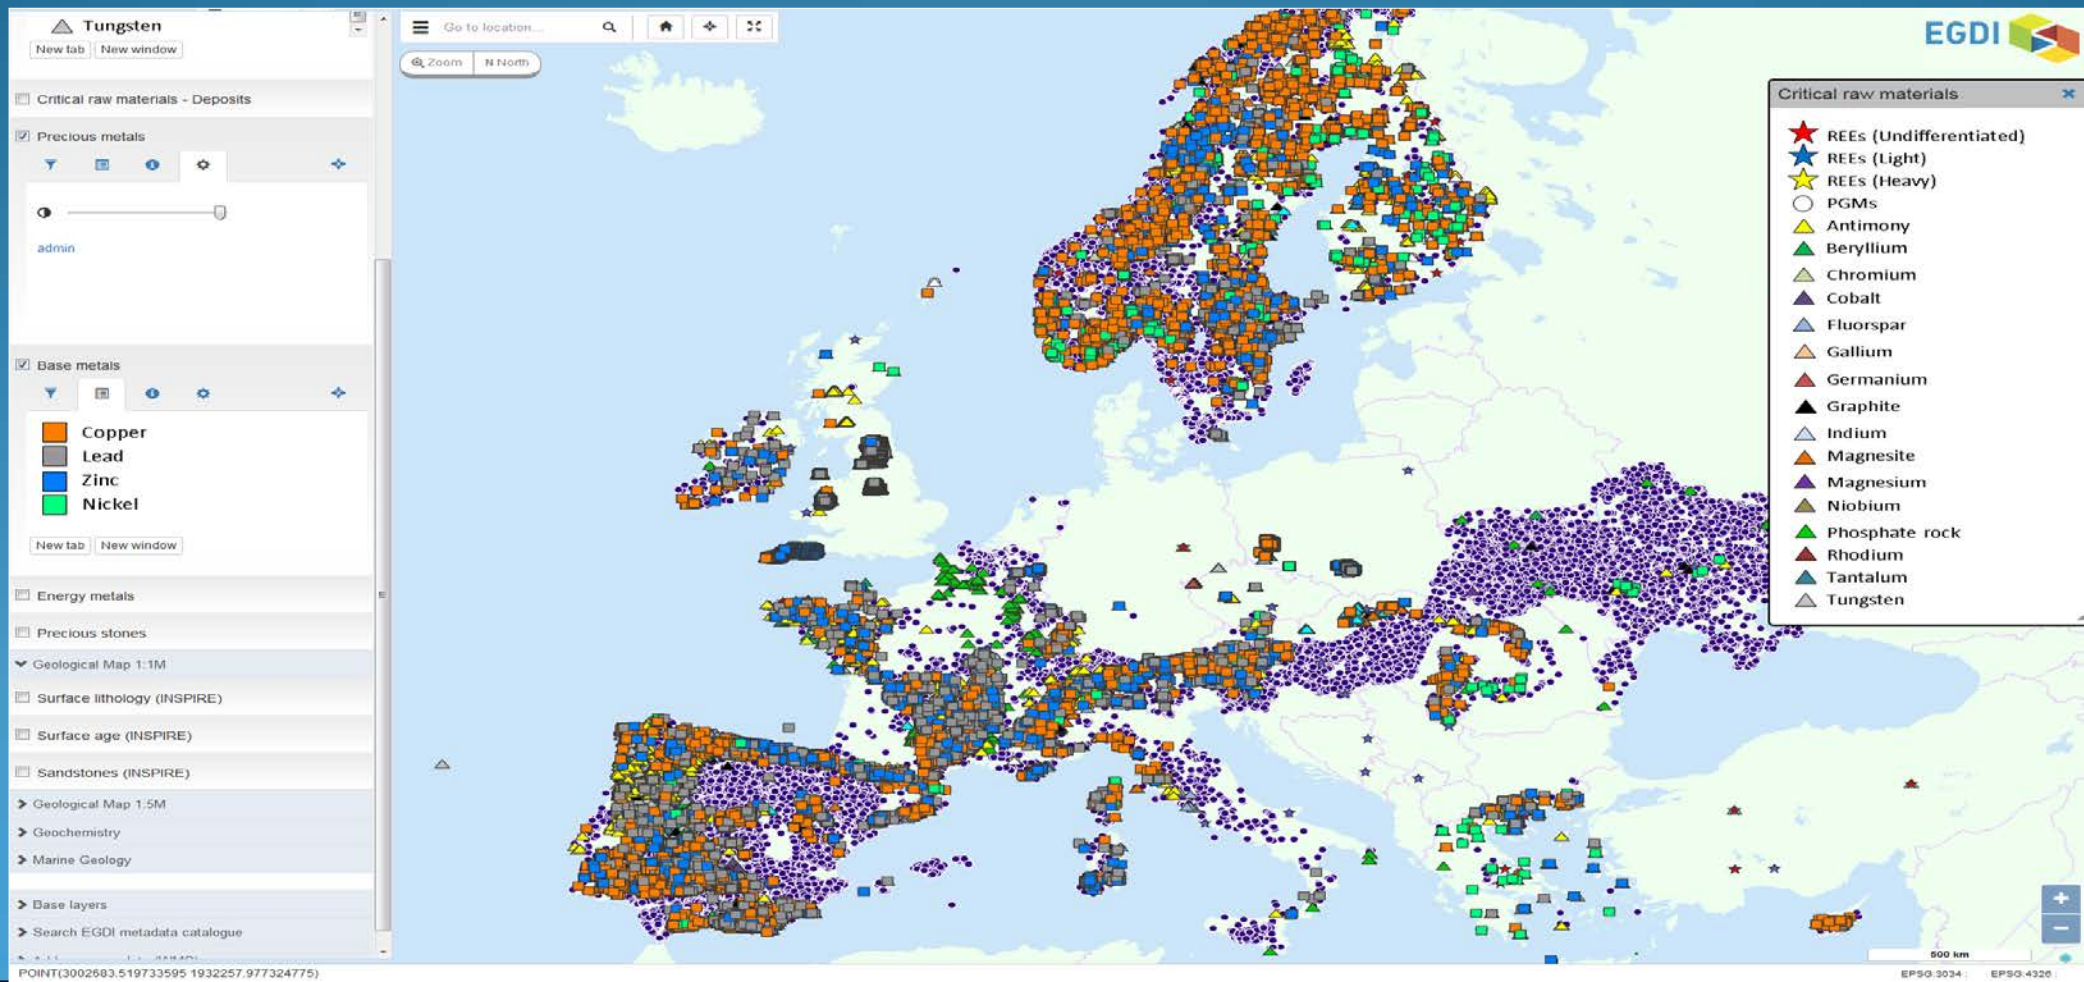 Tungsten
New tab New window
Critical raw materials - Deposits
Precious metals
admin
Base metals
Copper
Lead
Zinc
Nickel
New tab New window
Energy metals
Precious stones
Geological Map 1:1M
Surface lithology (INSPIRE)
Surface age (INSPIRE)
Sandstones (INSPIRE)
Geological Map 1:5M
Geochemistry
Marine Geology
Base layers
Search EGDI metadata catalogue
POINT(3002683.519733595 1932257.977324775)
Go to location...
Zoom N North
EGDI
Critical raw materials
REEs (Undifferentiated)
REEs (Light)
REEs (Heavy)
PGMs
Antimony
Beryllium
Chromium
Cobalt
Fluorspar
Gallium
Germanium
Graphite
Indium
Magnesite
Magnesium
Niobium
Phosphate rock
Rhodium
Tantalum
Tungsten
500 km
EPSG:3034 EPSG:4326